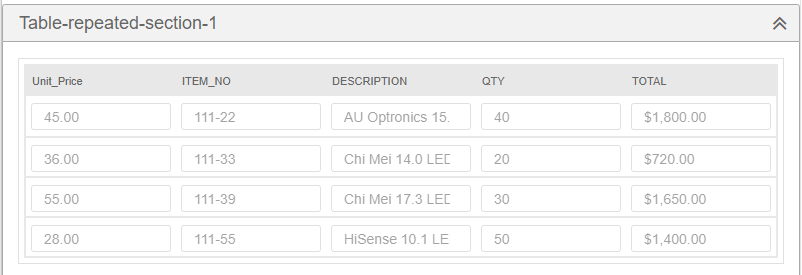 Table-repeated-section-1
Unit_Price ITEM_NO DESCRIPTION QTY TOTAL
45.00 111-22 AU Optronics 15. 40 $1,800.00
36.00 111-33 Chi Mei 14.0 LED 20 $720.00
55.00 111-39 Chi Mei 17.3 LED 30 $1,650.00
28.00 111-55 HiSense 10.1 LE 50 $1,400.00